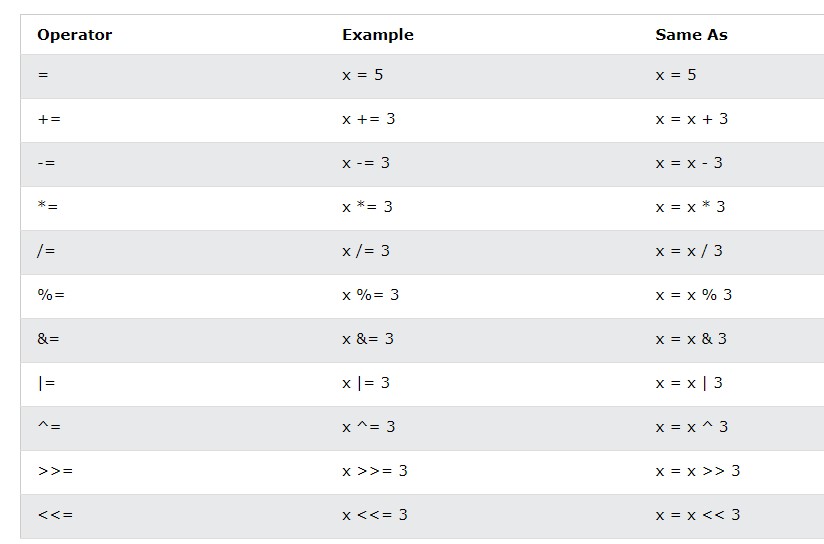 Operator Example Same As
= x = 5 x = 5
+= x += 3 x = x + 3
-= x -= 3 x = x - 3
*= x *= 3 x = x * 3
/= x /= 3 x = x / 3
%= x %= 3 x = x % 3
&= x &= 3 x = x & 3
|= x |= 3 x = x | 3
^= x ^= 3 x = x ^ 3
>>= x >>= 3 x = x >> 3
<<= x <<= 3 x = x << 3